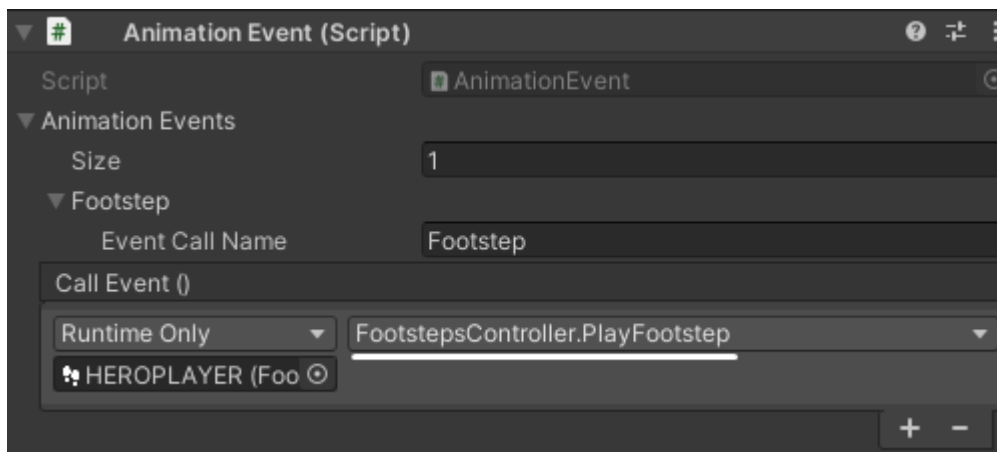 Animation Event (Script)
Script AnimationEvent
Animation Events
Size 1
Footstep
Event Call Name Footstep
Call Event ()
Runtime Only FootstepsController.PlayFootstep
HEROPLAYER (Foo